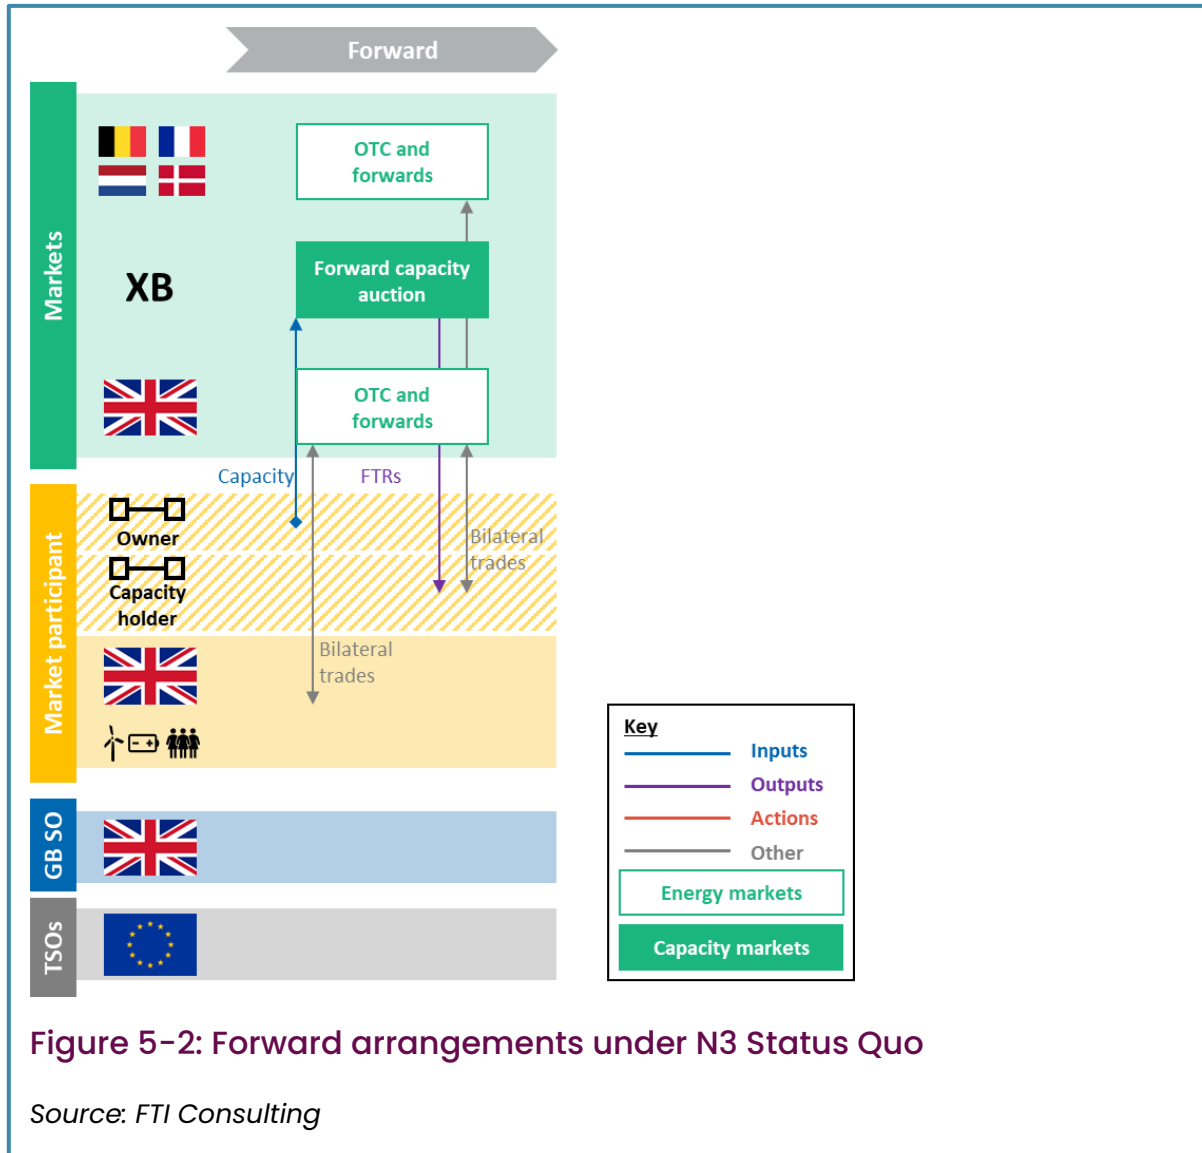 Forward
Markets
OTC and
forwards
XB
Forward capacity
auction
OTC and
forwards
Capacity
FTRs
Market participant
Owner
Bilateral
trades
Capacity
holder
Bilateral
trades
GB SO
TSOs
Key
Inputs
Outputs
Actions
Other
Energy markets
Capacity markets
Figure 5-2: Forward arrangements under N3 Status Quo
Source: FTI Consulting